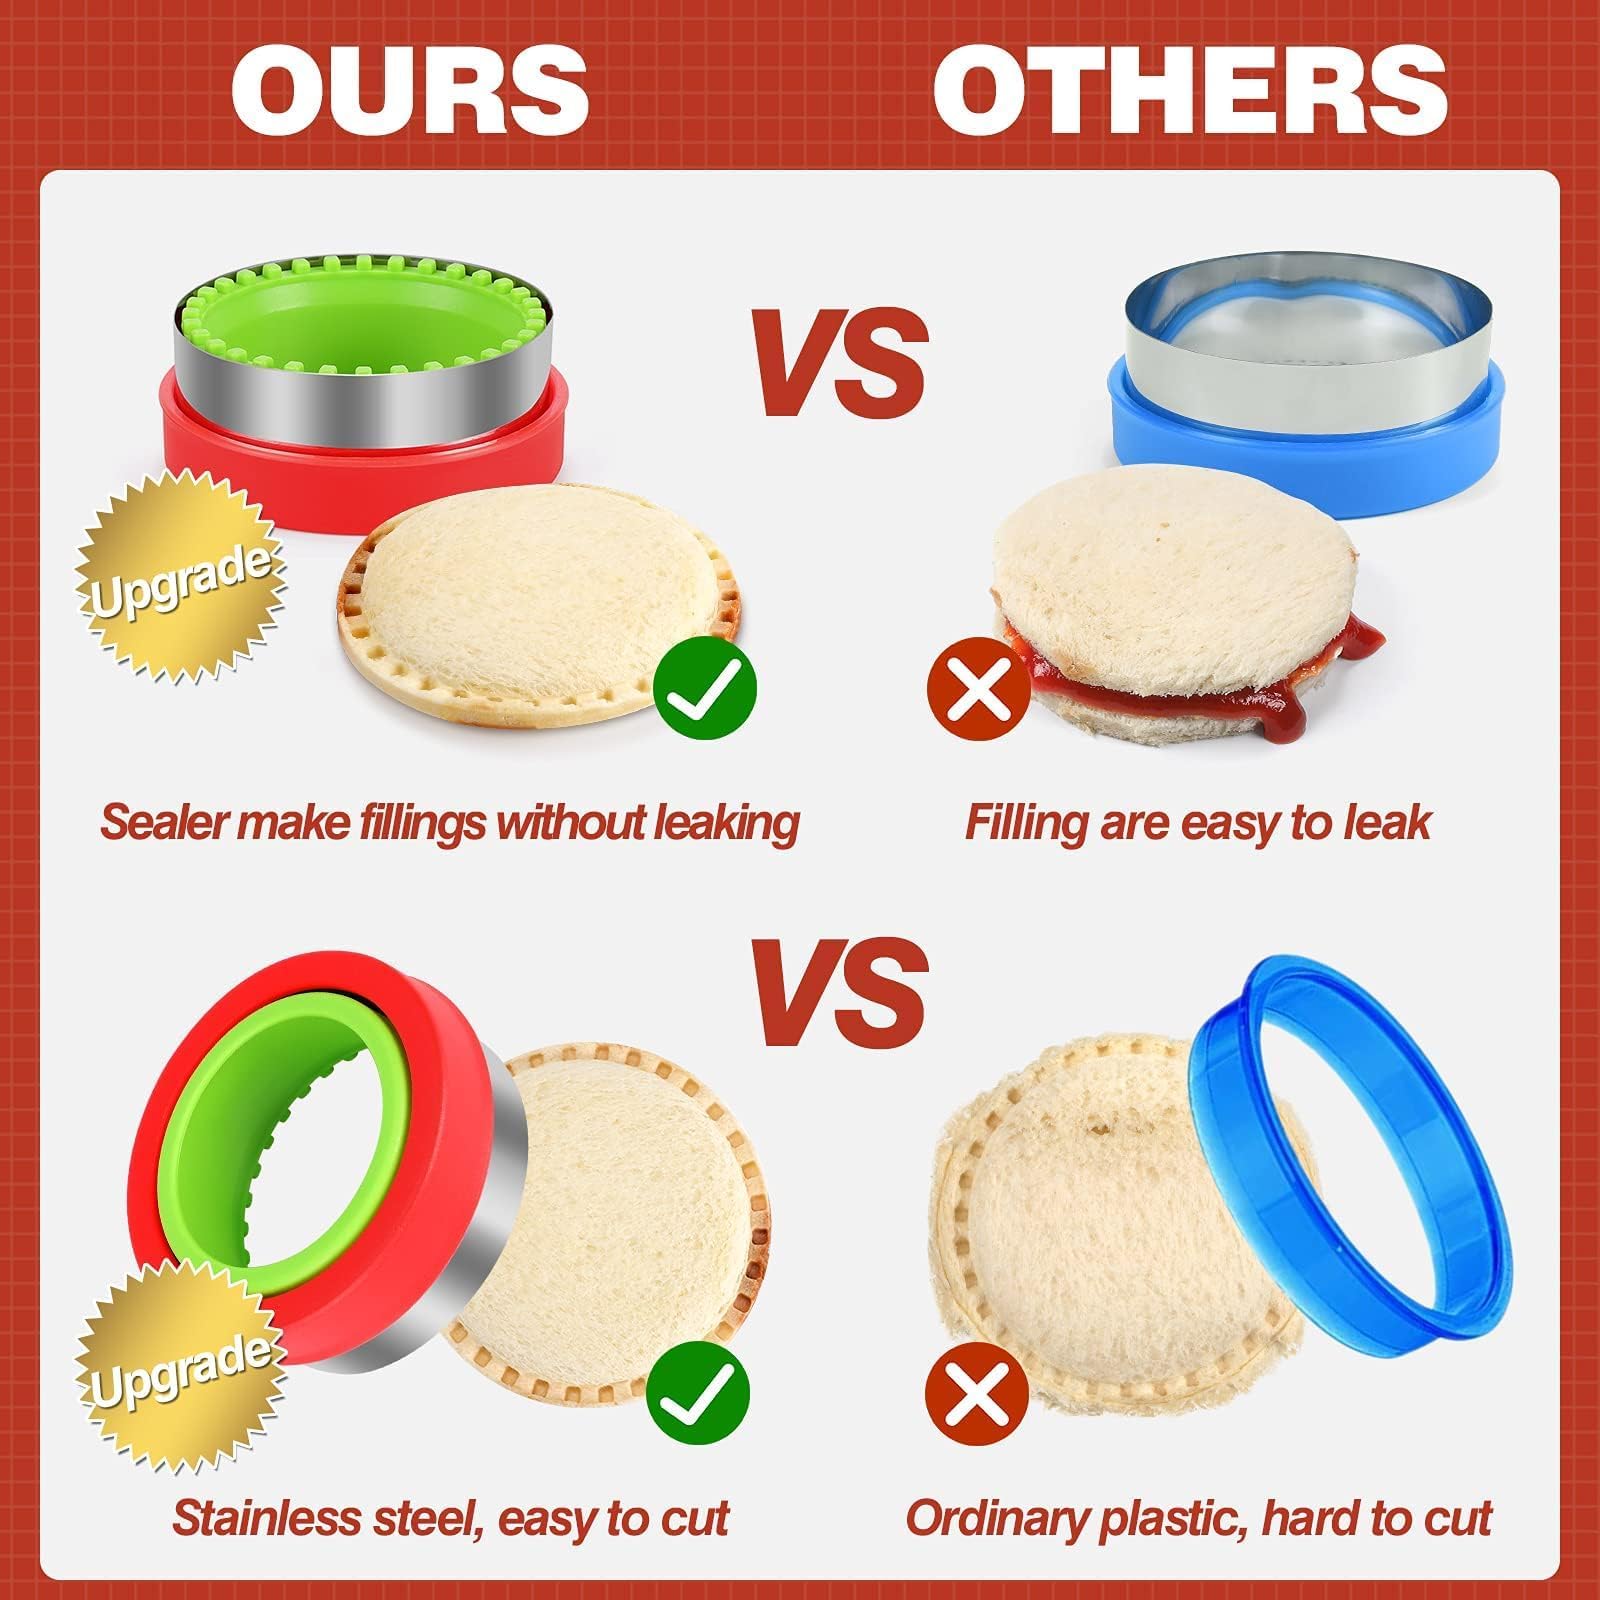 OURS
OTHERS
VS
Upgrade
Sealer make fillings without leaking
Filling are easy to leak
VS
Upgrade
Stainless steel, easy to cut
Ordinary plastic, hard to cut